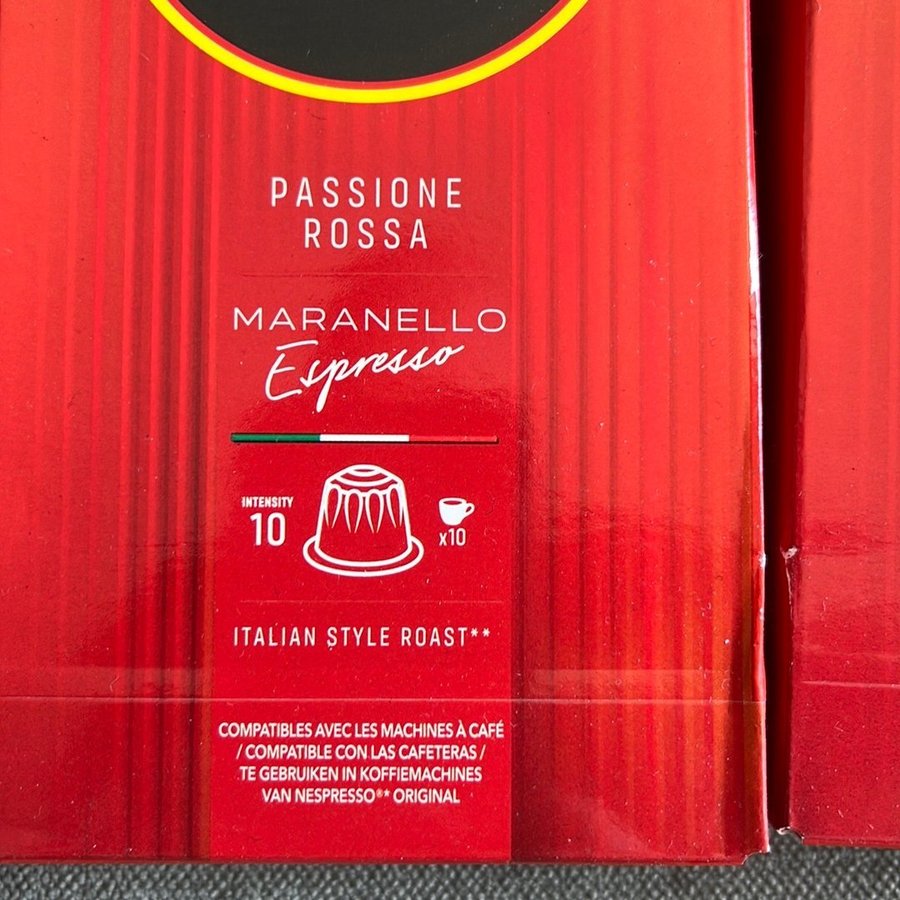 PASSIONE
ROSSA
MARANELLO
Espresso
INTENSITY
10
x10
ITALIAN STYLE ROAST**
COMPATIBLES AVEC LES MACHINES À CAFÉ
/ COMPATIBLE CON LAS CAFETERAS /
TE GEBRUIKEN IN KOFFIEMACHINES
VAN NESPRESSO®* ORIGINAL